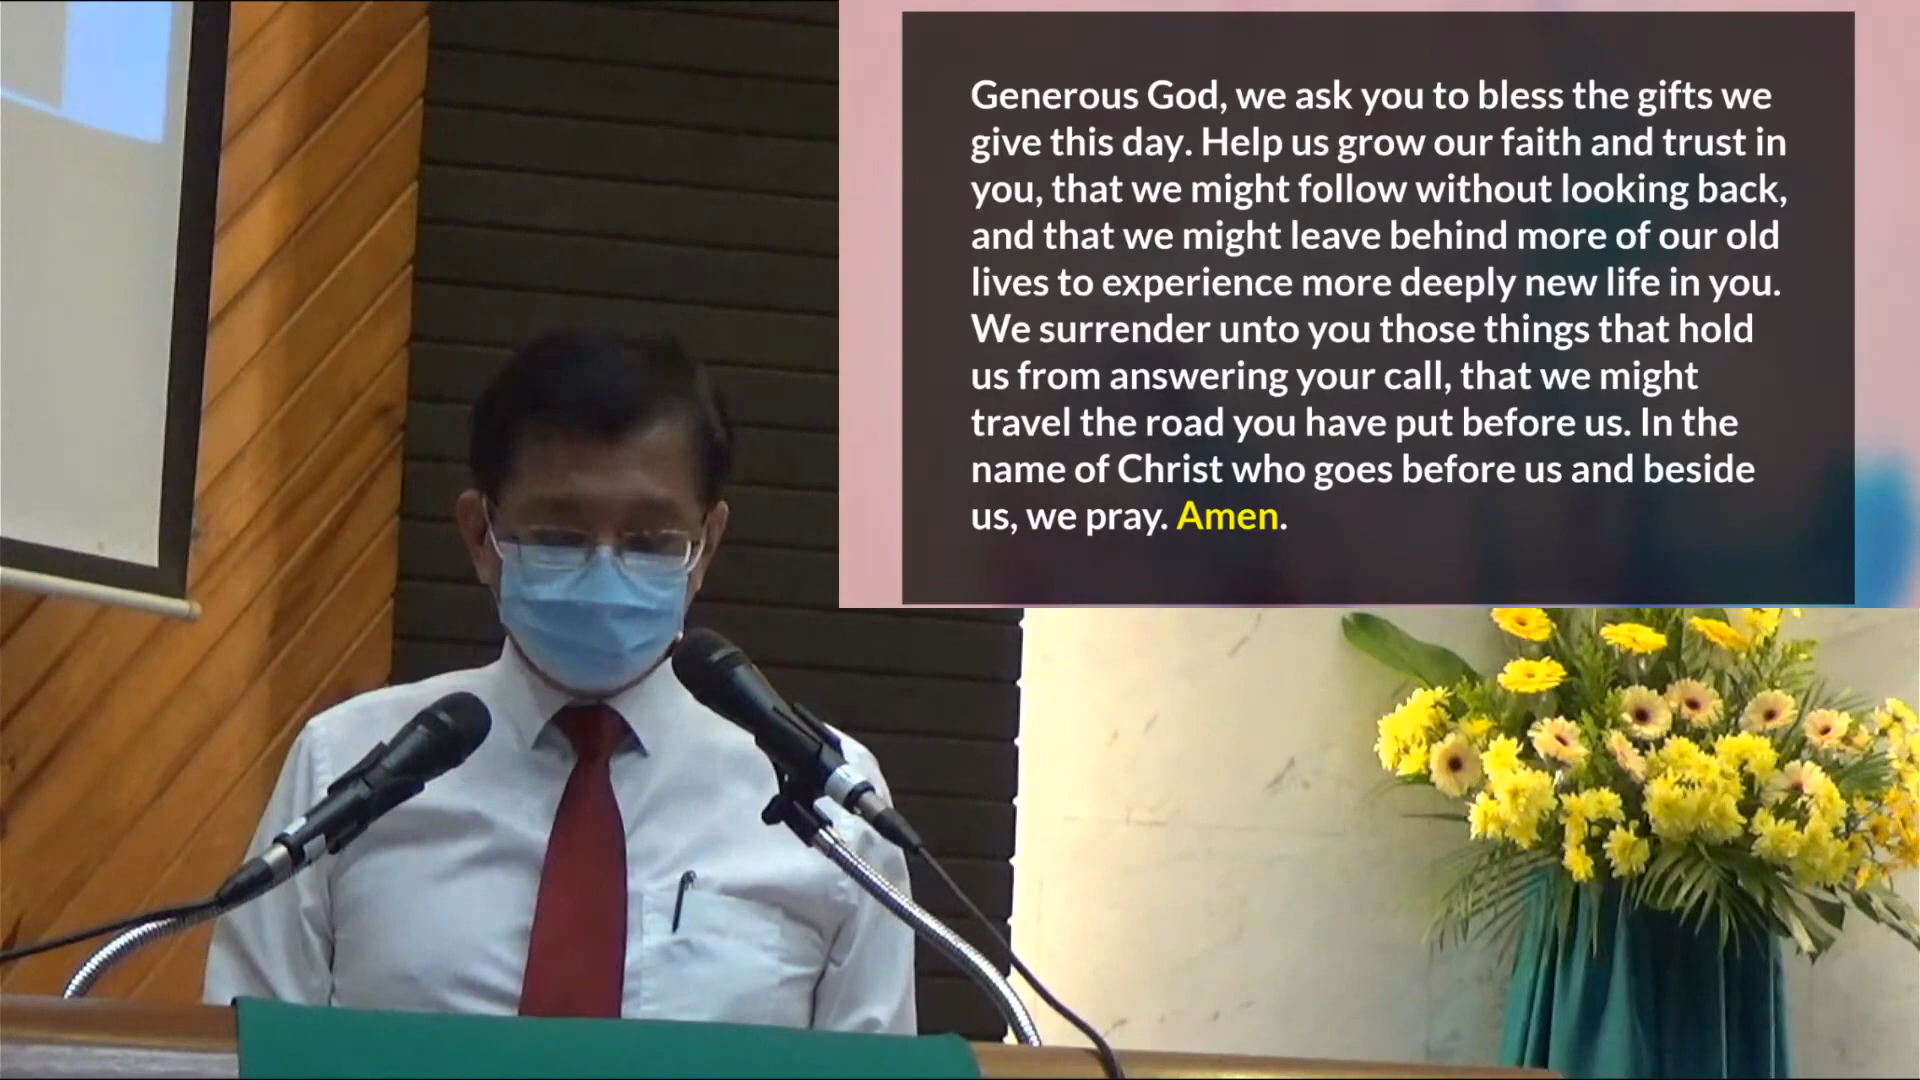 Generous God, we ask you to bless the gifts we
give this day. Help us grow our faith and trust in
you, that we might follow without looking back,
and that we might leave behind more of our old
lives to experience more deeply new life in you.
We surrender unto you those things that hold
us from answering your call, that we might
travel the road you have put before us. In the
name of Christ who goes before us and beside
us, we pray. Amen.